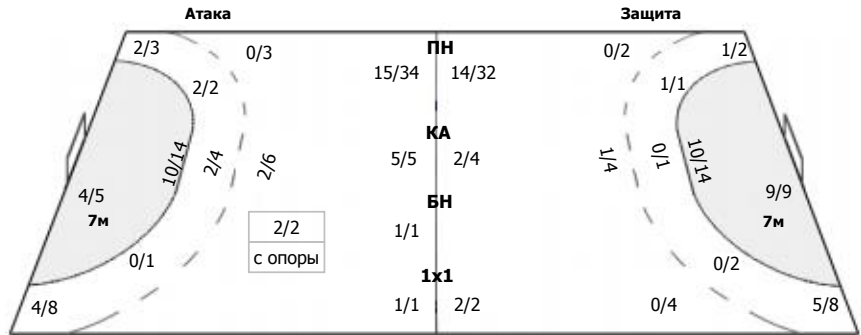 Атака Защита
2/3 0/3 ПН 0/2 1/2
15/34 14/32
2/2 1/1
КА
10/14 2/4 2/6 5/5 2/4 1/4 0/1 10/14
4/5 9/9
7м 7м
БН
2/2 1/1
с опоры
0/1 0/2
1x1
4/8 1/1 2/2 0/4 5/8